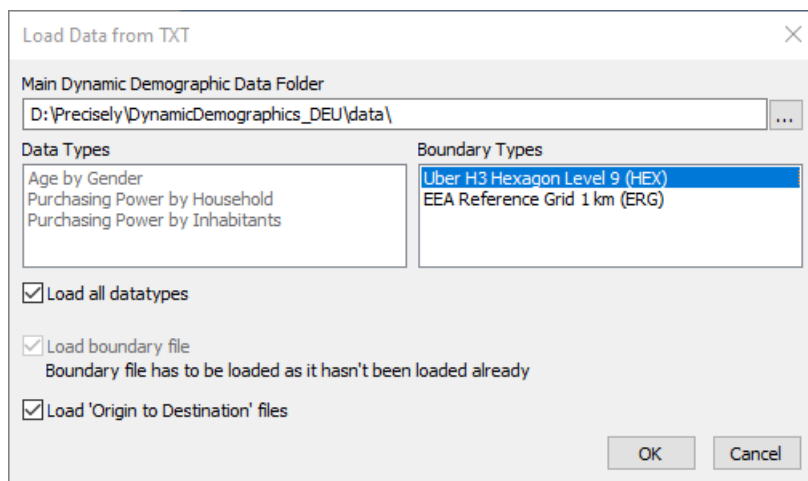 Load Data from TXT
Main Dynamic Demographic Data Folder
D:\Precisely\DynamicDemographics_DEU\data\
...
Data Types
Boundary Types
Age by Gender
Purchasing Power by Household
Purchasing Power by Inhabitants
Uber H3 Hexagon Level 9 (HEX)
EEA Reference Grid 1 km (ERG)
Load all datatypes
Load boundary file
Boundary file has to be loaded as it hasn't been loaded already
Load 'Origin to Destination' files
OK
Cancel